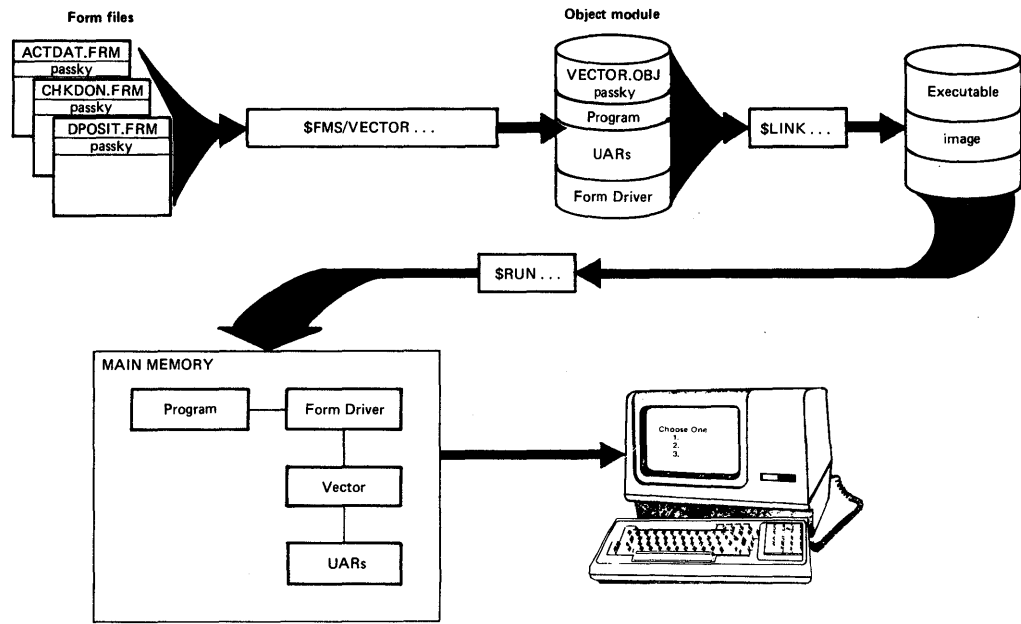 Form files
Object module
ACTDAT.FRM
passky
CHKDON.FRM
passky
DPOSIT.FRM
passky
$FMS/VECTOR . . .
VECTOR.OBJ
passky
Program
UARs
Form Driver
$LINK . . .
Executable
image
$RUN . . .
MAIN MEMORY
Program
Form Driver
Vector
UARs
Choose One
1.
2.
3.